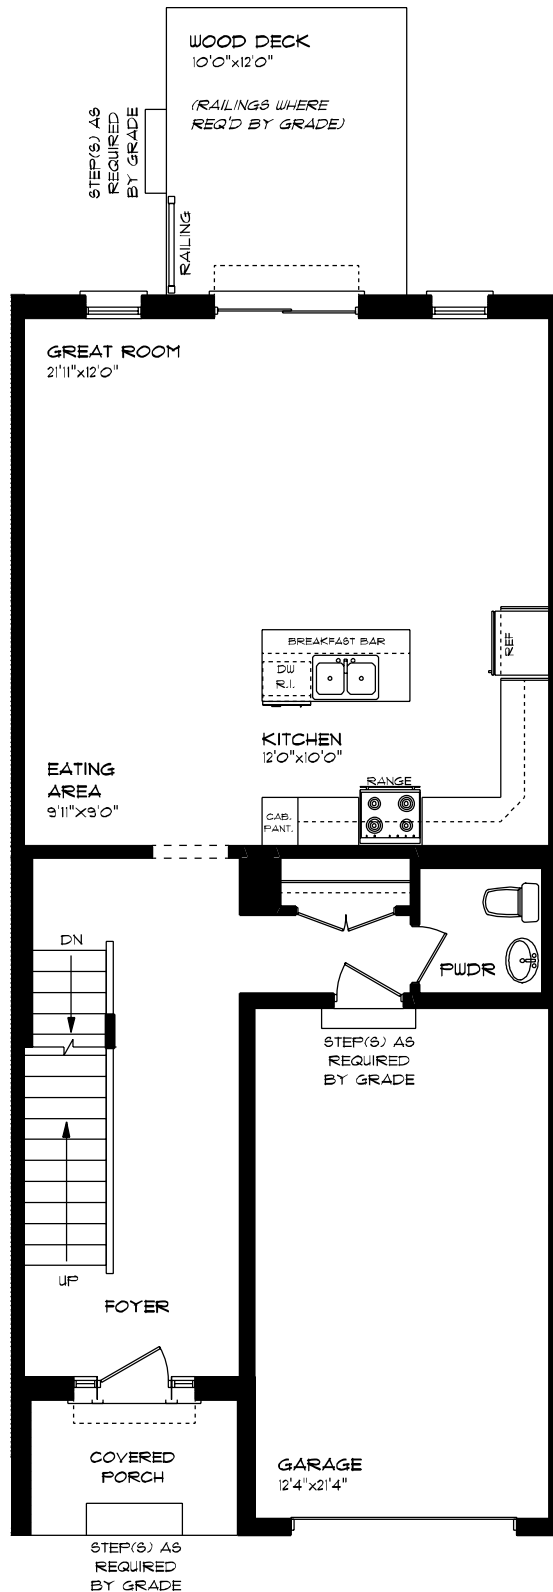 WOOD DECK
10'0"x12'0"
(RAILINGS WHERE
REQ'D BY GRADE)
STEP(S) AS
REQUIRED
BY GRADE
RAILING
GREAT ROOM
21'11"x12'0"
BREAKFAST BAR
DW
R.I.
REF
KITCHEN
12'0"x10'0"
EATING
AREA
9'11"X9'0"
RANGE
CAB.
PANT.
DN
PWDR
STEP(S) AS
REQUIRED
BY GRADE
UP
FOYER
COVERED
PORCH
GARAGE
12'4"x21'4"
STEP(S) AS
REQUIRED
BY GRADE